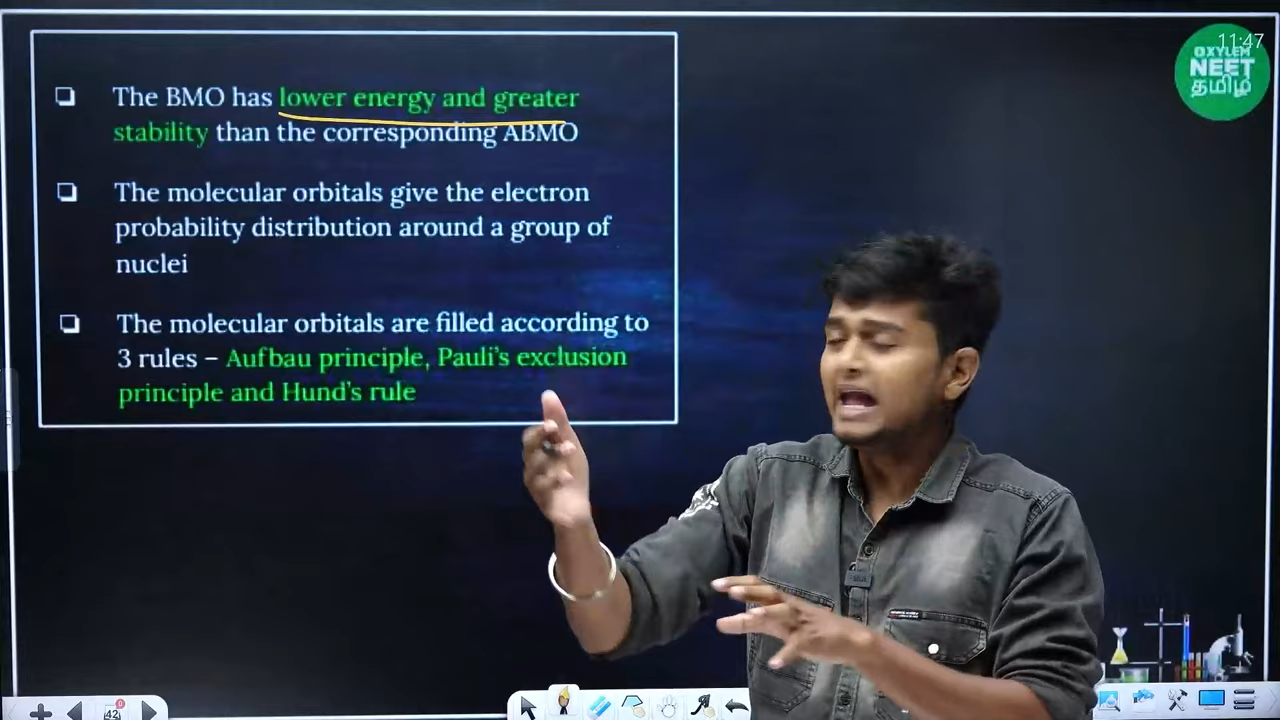 11:47
OXYLEM
NEET
தமிழ்
The BMO has lower energy and greater
stability than the corresponding ABMO
The molecular orbitals give the electron
probability distribution around a group of
nuclei
The molecular orbitals are filled according to
3 rules – Aufbau principle, Pauli's exclusion
principle and Hund's rule
42